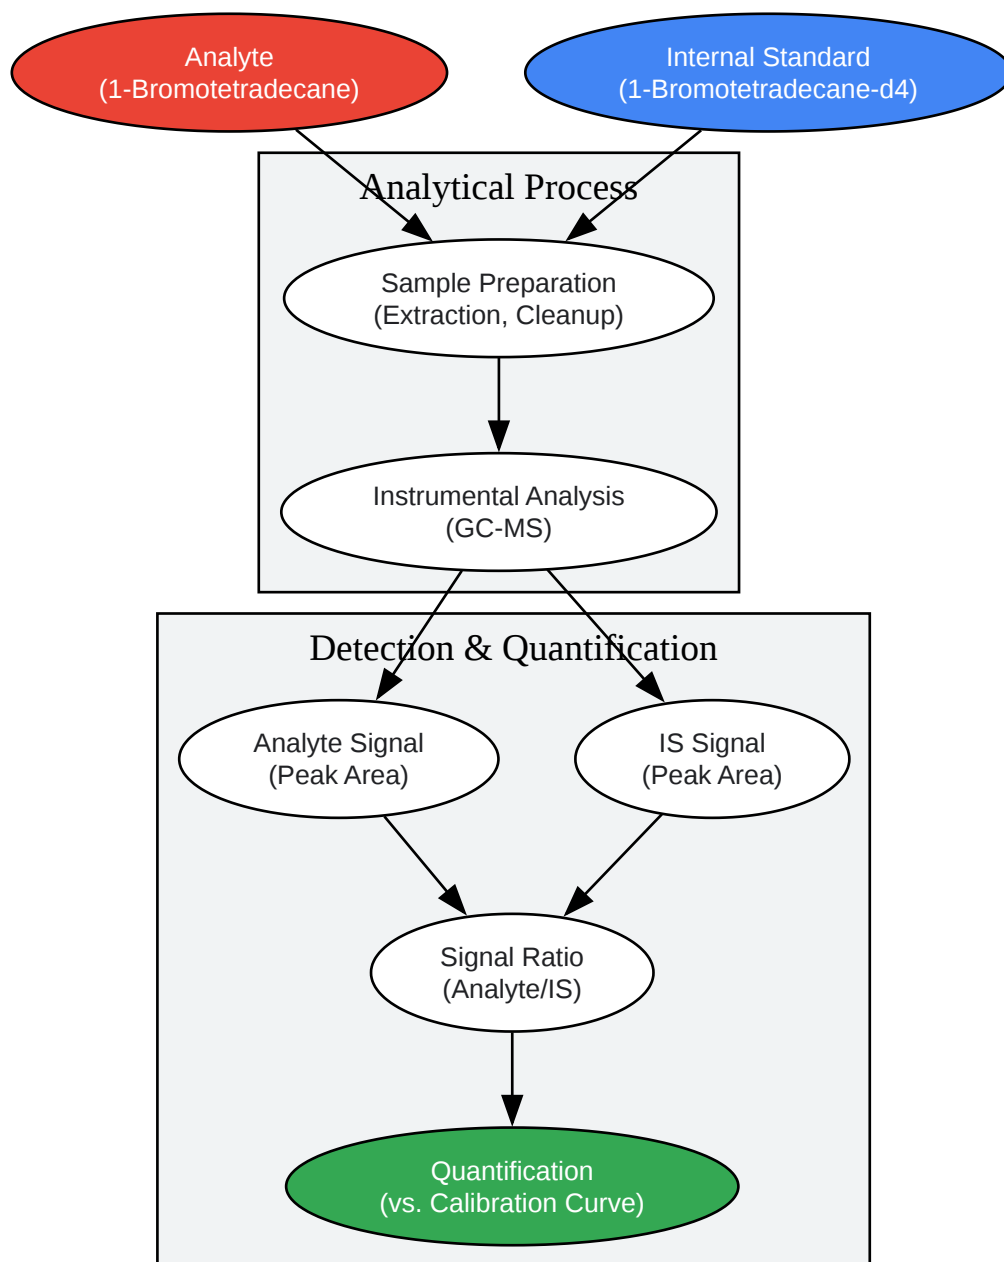 Analyte
(1-Bromotetradecane)
Internal Standard
(1-Bromotetradecane-d4)
Analytical Process
Sample Preparation
(Extraction, Cleanup)
Instrumental Analysis
(GC-MS)
Detection & Quantification
Analyte Signal
(Peak Area)
IS Signal
(Peak Area)
Signal Ratio
(Analyte/IS)
Quantification
(vs. Calibration Curve)